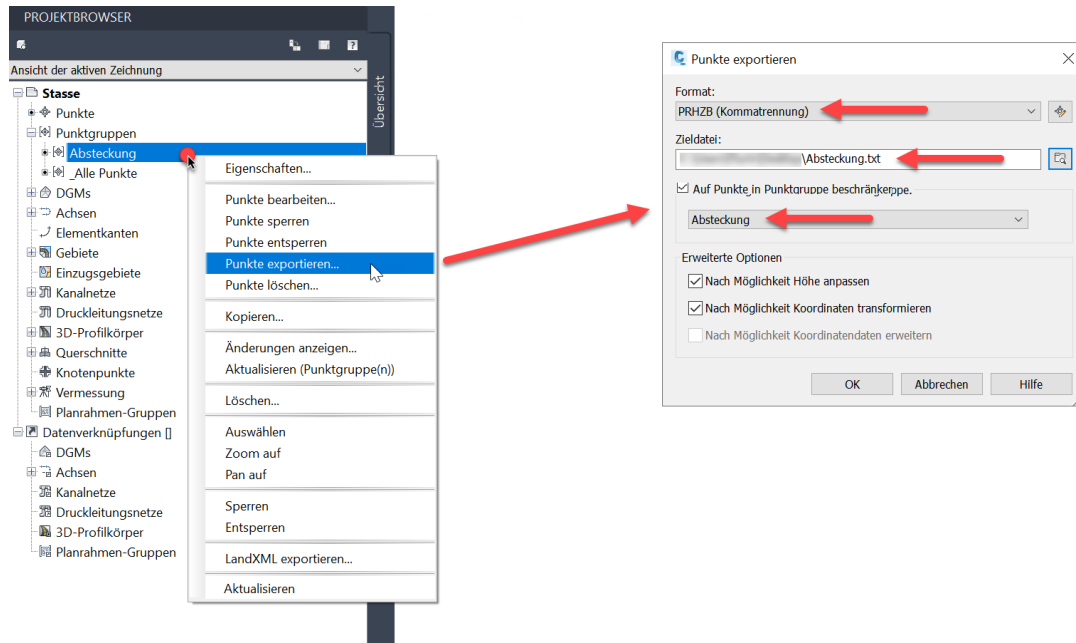 PROJEKTBROWSER
Ansicht der aktiven Zeichnung
Übersicht
Stasse
Punkte
Punktgruppen
Absteckung
_Alle Punkte
DGMs
Achsen
Elementkanten
Gebiete
Einzugsgebiete
Kanalnetze
Druckleitungsnetze
3D-Profilkörper
Querschnitte
Knotenpunkte
Vermessung
Planrahmen-Gruppen
Datenverknüpfungen []
DGMs
Achsen
Kanalnetze
Druckleitungsnetze
3D-Profilkörper
Planrahmen-Gruppen
Eigenschaften...
Punkte bearbeiten...
Punkte sperren
Punkte entsperren
Punkte exportieren...
Punkte löschen...
Kopieren...
Änderungen anzeigen...
Aktualisieren (Punktgruppe(n))
Löschen...
Auswählen
Zoom auf
Pan auf
Sperren
Entsperren
LandXML exportieren...
Aktualisieren
Punkte exportieren
Format:
PRHZB (Kommatrennung)
Zieldatei:
\Absteckung.txt
Auf Punkte in Punktgruppe beschränkerppe.
Absteckung
Erweiterte Optionen
Nach Möglichkeit Höhe anpassen
Nach Möglichkeit Koordinaten transformieren
Nach Möglichkeit Koordinatendaten erweitern
OK Abbrechen Hilfe